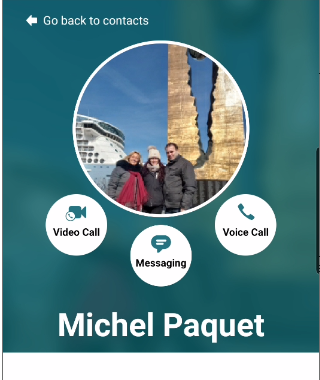 Go back to contacts
Video Call
Voice Call
Messaging
Michel Paquet